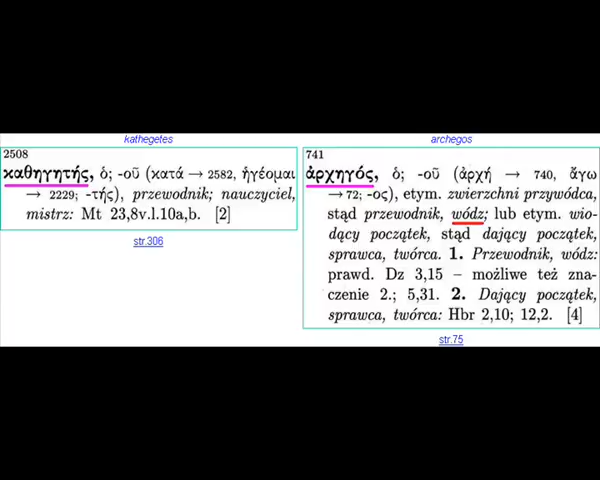 kathegetes
2508
καθηγητής, ὁ; -οῦ (κατά → 2582, ἡγέομαι
→ 2229; -τής), przewodnik; nauczyciel,
mistrz: Mt 23,8v.l.10a,b. [2]
str.306
archegos
741
ἀρχηγός, ὁ; -οῦ (ἀρχή → 740, ἄγω
→ 72; -ος), etym. zwierzchni przywódca,
stąd przewodnik, wódz; lub etym. wio-
dący początek, stąd dający początek,
sprawca, twórca. 1. Przewodnik, wódz:
prawd. Dz 3,15 – możliwe też zna-
czenie 2.; 5,31. 2. Dający początek,
sprawca, twórca: Hbr 2,10; 12,2. [4]
str.75